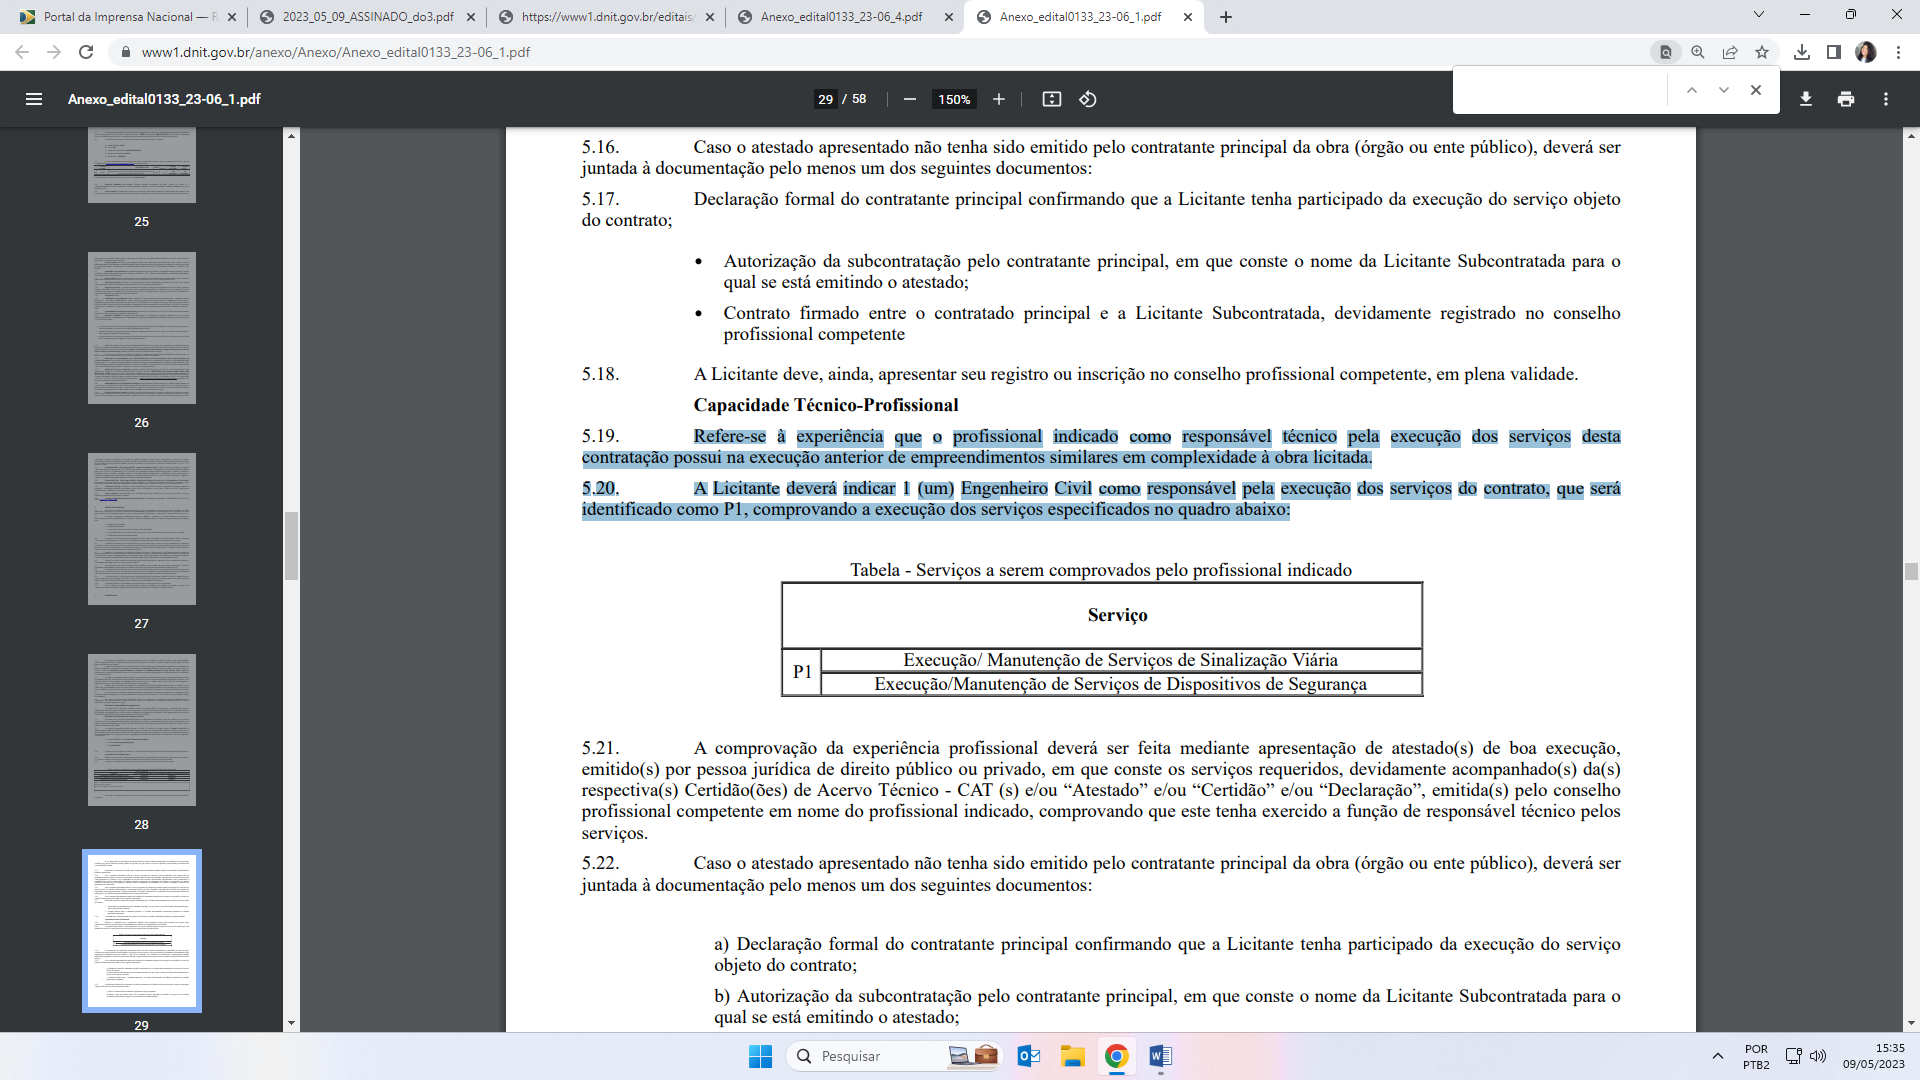 Portal da Imprensa Nacional — R
2023_05_09_ASSINADO_do3.pdf
https://www1.dnit.gov.br/editais/
Anexo_edital0133_23-06_4.pdf
Anexo_edital0133_23-06_1.pdf
www1.dnit.gov.br/anexo/Anexo/Anexo_edital0133_23-06_1.pdf
Anexo_edital0133_23-06_1.pdf
29 / 58
150%
25
26
27
28
29
5.16. Caso o atestado apresentado não tenha sido emitido pelo contratante principal da obra (órgão ou ente público), deverá ser
juntada à documentação pelo menos um dos seguintes documentos:
5.17. Declaração formal do contratante principal confirmando que a Licitante tenha participado da execução do serviço objeto
do contrato;
• Autorização da subcontratação pelo contratante principal, em que conste o nome da Licitante Subcontratada para o
qual se está emitindo o atestado;
• Contrato firmado entre o contratado principal e a Licitante Subcontratada, devidamente registrado no conselho
profissional competente
5.18. A Licitante deve, ainda, apresentar seu registro ou inscrição no conselho profissional competente, em plena validade.
Capacidade Técnico-Profissional
5.19. Refere-se à experiência que o profissional indicado como responsável técnico pela execução dos serviços desta
contratação possui na execução anterior de empreendimentos similares em complexidade à obra licitada.
5.20. A Licitante deverá indicar 1 (um) Engenheiro Civil como responsável pela execução dos serviços do contrato, que será
identificado como P1, comprovando a execução dos serviços especificados no quadro abaixo:
Tabela - Serviços a serem comprovados pelo profissional indicado
Serviço
P1
Execução/ Manutenção de Serviços de Sinalização Viária
Execução/Manutenção de Serviços de Dispositivos de Segurança
5.21. A comprovação da experiência profissional deverá ser feita mediante apresentação de atestado(s) de boa execução,
emitido(s) por pessoa jurídica de direito público ou privado, em que conste os serviços requeridos, devidamente acompanhado(s) da(s)
respectiva(s) Certidão(ões) de Acervo Técnico - CAT (s) e/ou “Atestado” e/ou “Certidão” e/ou “Declaração”, emitida(s) pelo conselho
profissional competente em nome do profissional indicado, comprovando que este tenha exercido a função de responsável técnico pelos
serviços.
5.22. Caso o atestado apresentado não tenha sido emitido pelo contratante principal da obra (órgão ou ente público), deverá ser
juntada à documentação pelo menos um dos seguintes documentos:
a) Declaração formal do contratante principal confirmando que a Licitante tenha participado da execução do serviço
objeto do contrato;
b) Autorização da subcontratação pelo contratante principal, em que conste o nome da Licitante Subcontratada para o
qual se está emitindo o atestado;
Pesquisar
POR
PTB2
15:35
09/05/2023